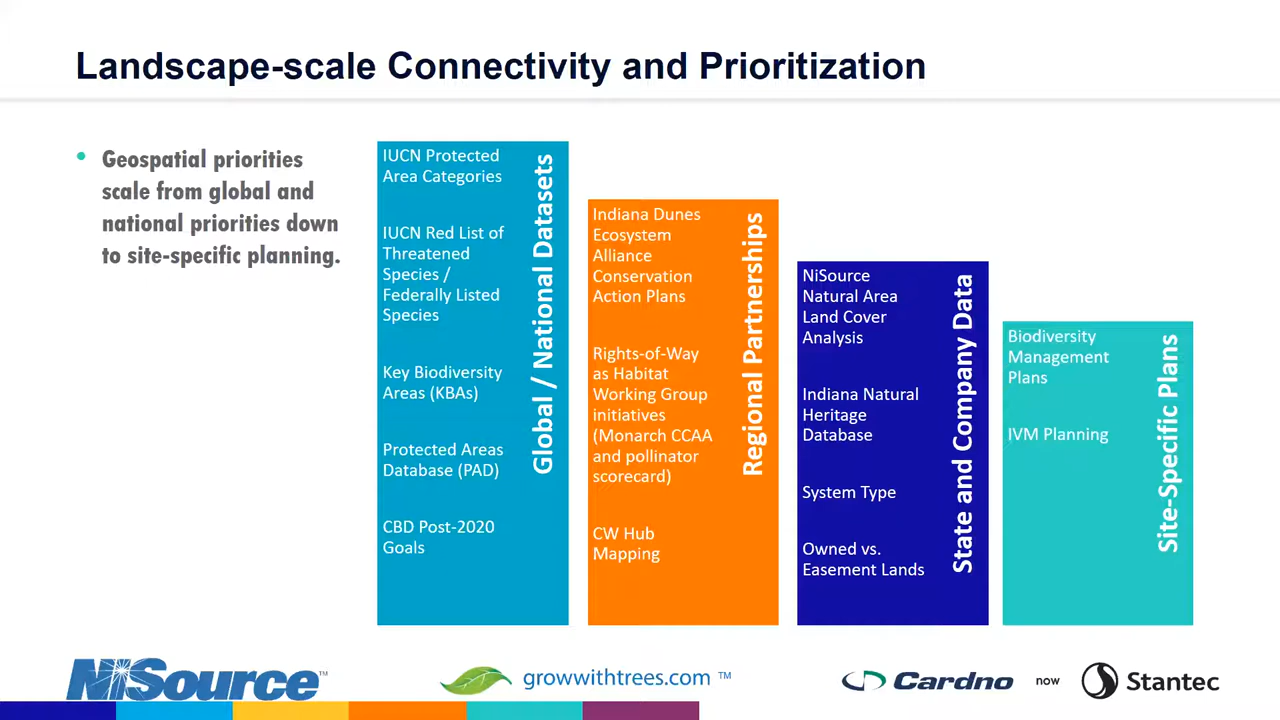 Landscape-scale Connectivity and Prioritization
• Geospatial priorities
scale from global and
national priorities down
to site-specific planning.
IUCN Protected
Area Categories
IUCN Red List of
Threatened
Species /
Federally Listed
Species
Key Biodiversity
Areas (KBAs)
Protected Areas
Database (PAD)
CBD Post-2020
Goals
Global / National Datasets
Indiana Dunes
Ecosystem
Alliance
Conservation
Action Plans
Rights-of-Way
as Habitat
Working Group
initiatives
(Monarch CCAA
and pollinator
scorecard)
CW Hub
Mapping
Regional Partnerships
NiSource
Natural Area
Land Cover
Analysis
Indiana Natural
Heritage
Database
System Type
Owned vs.
Easement Lands
State and Company Data
Biodiversity
Management
Plans
IVM Planning
Site-Specific Plans
NiSource™
growwithtrees.com ™
Cardno now Stantec